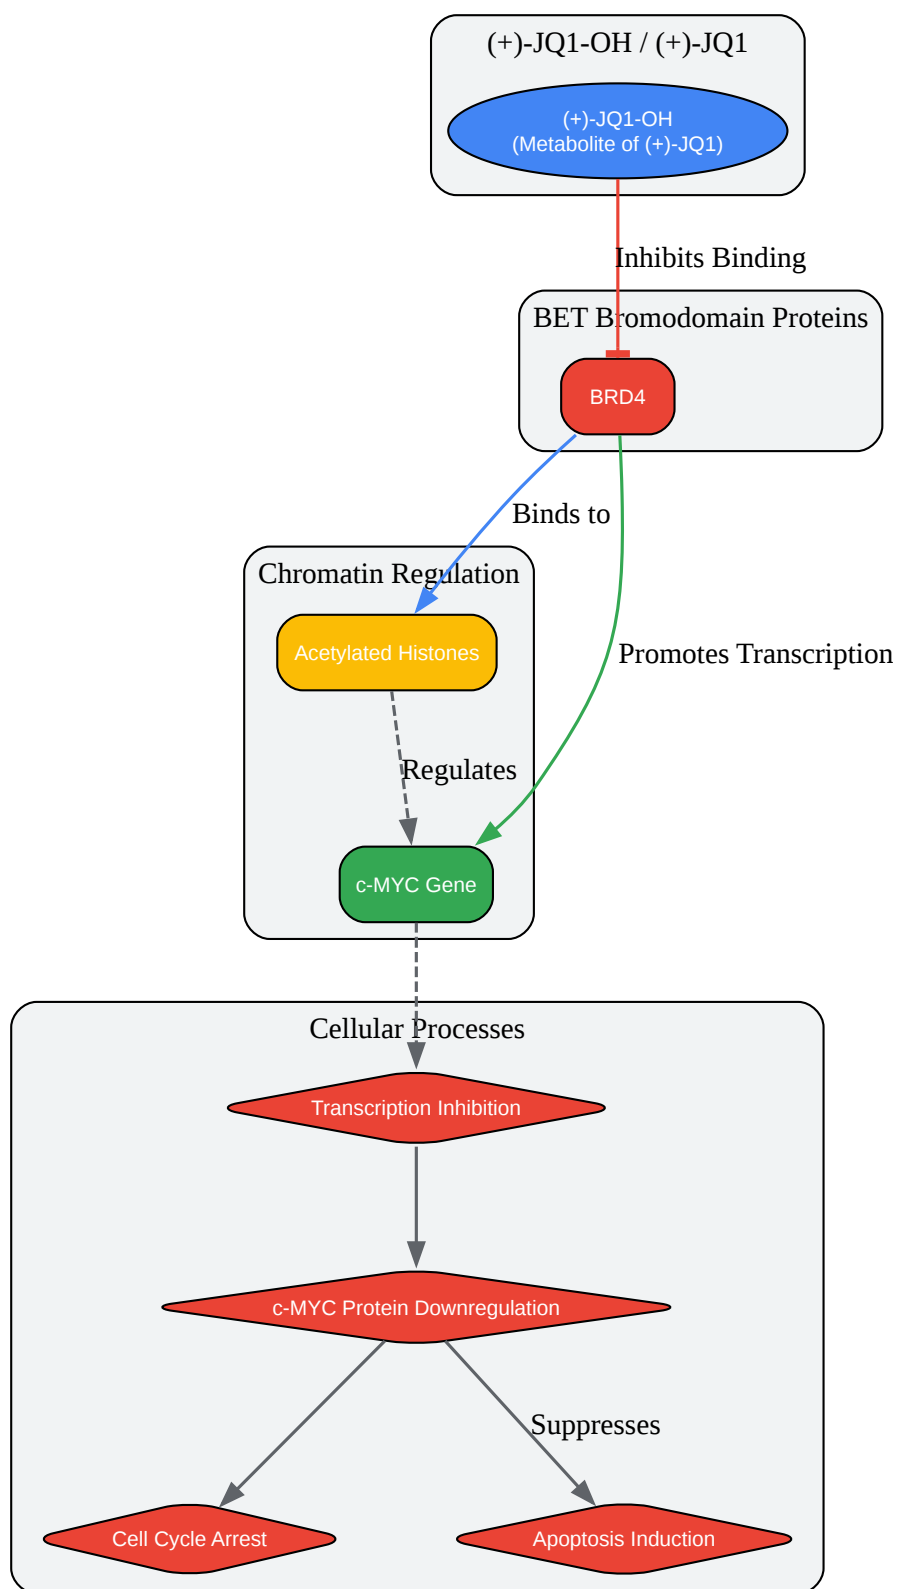 (+)-JQ1-OH / (+)-JQ1
(+)-JQ1-OH
(Metabolite of (+)-JQ1)
Inhibits Binding
BET Bromodomain Proteins
BRD4
Binds to
Chromatin Regulation
Acetylated Histones
Promotes Transcription
Regulates
c-MYC Gene
Cellular Processes
Transcription Inhibition
c-MYC Protein Downregulation
Suppresses
Cell Cycle Arrest
Apoptosis Induction